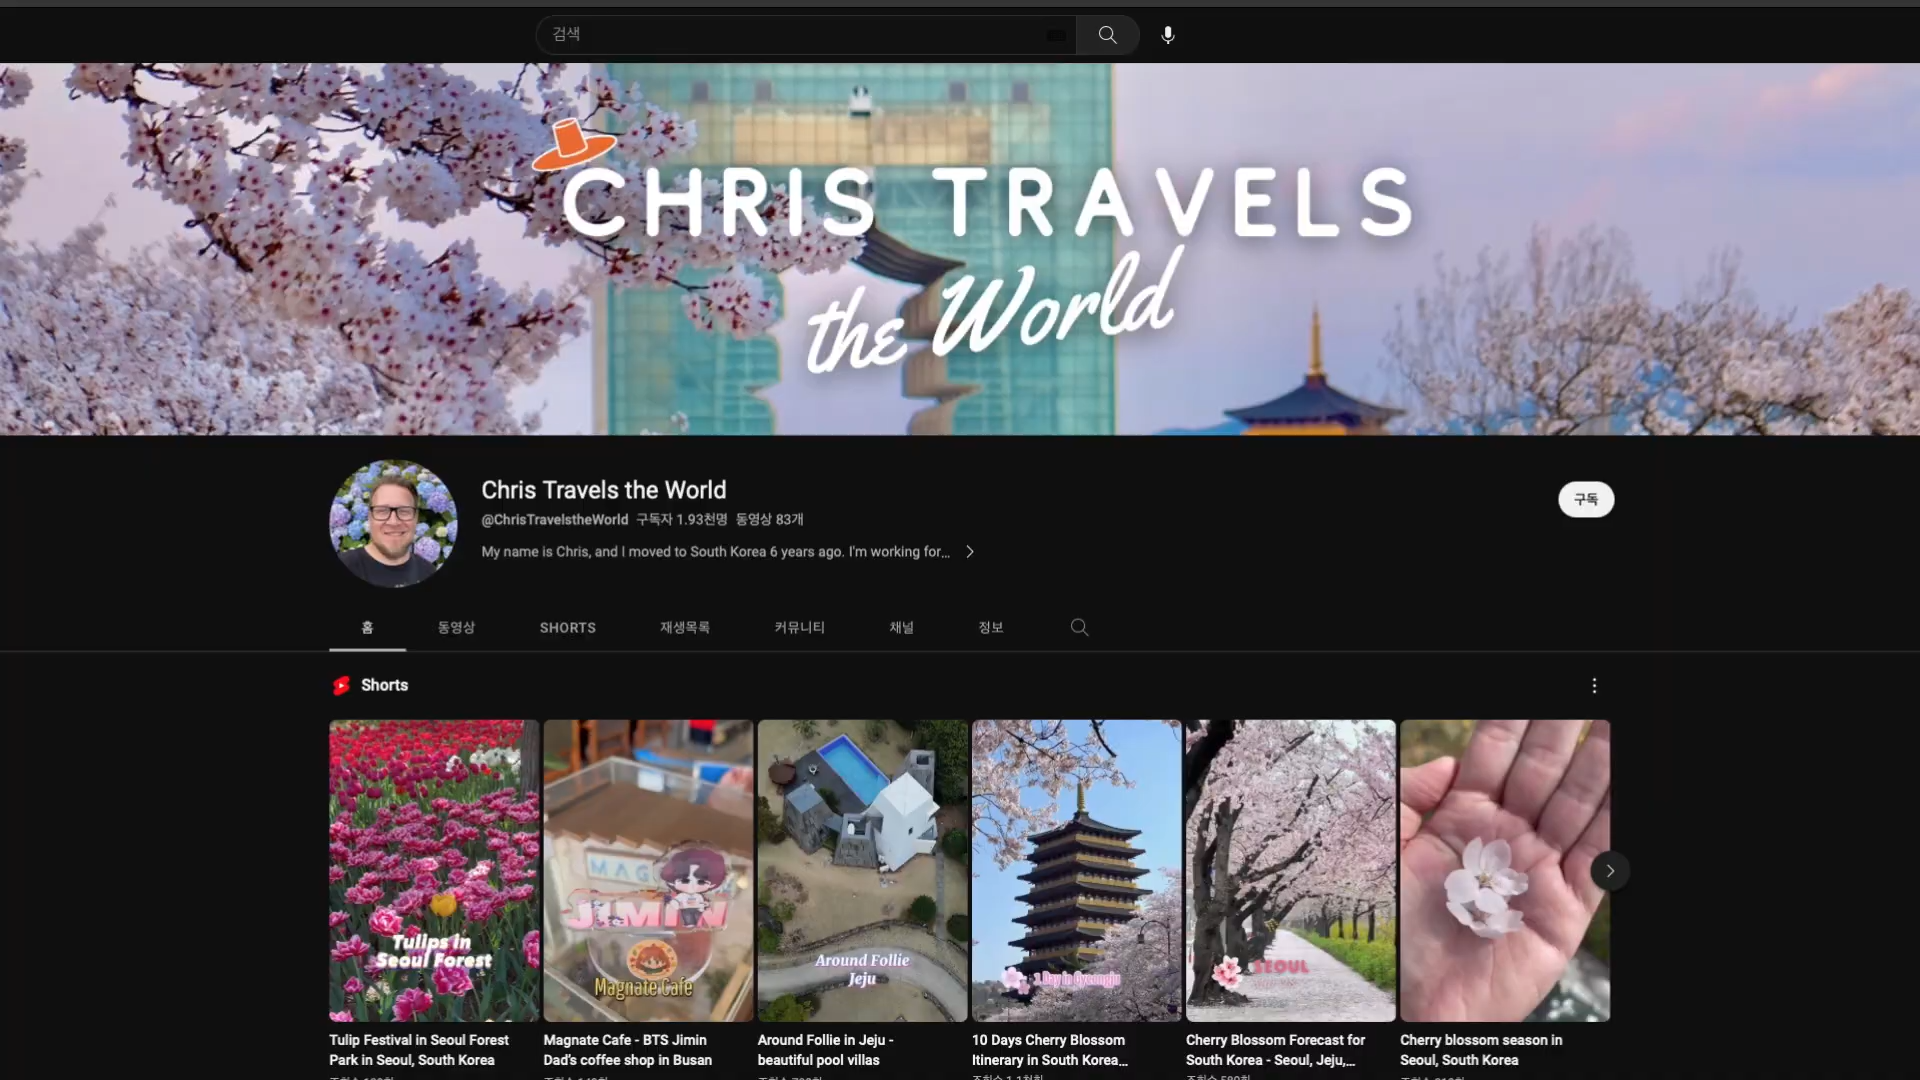 검색
CHRIS TRAVELS
the World
Chris Travels the World
@ChrisTravelstheWorld 구독자 1.93천명 동영상 83개
My name is Chris, and I moved to South Korea 6 years ago. I'm working for...
구독
홈 동영상 SHORTS 재생목록 커뮤니티 채널 정보
Shorts
Tulips in
Seoul Forest
JIMIN
Magnate Cafe
Around Follie
Jeju
1 Day in Gyeongju
SEOUL
Tulip Festival in Seoul Forest
Park in Seoul, South Korea
Magnate Cafe - BTS Jimin
Dad's coffee shop in Busan
Around Follie in Jeju -
beautiful pool villas
10 Days Cherry Blossom
Itinerary in South Korea...
Cherry Blossom Forecast for
South Korea - Seoul, Jeju,...
Cherry blossom season in
Seoul, South Korea